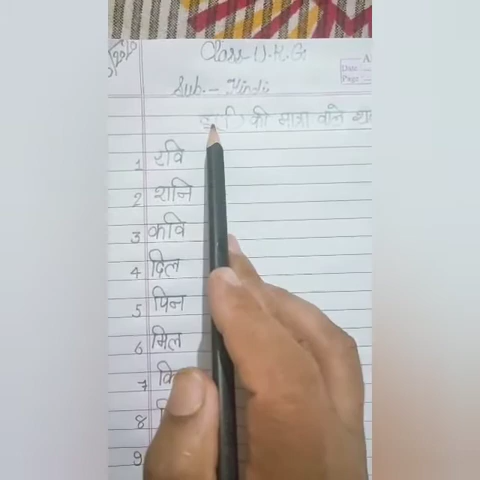 Class - U.K.G
Sub. - Hindi
की मात्रा वाले
1 रवि
2 शनि
3 कवि
4 दिल
5 पिन
6 मिल
7
8
9
Date
Page